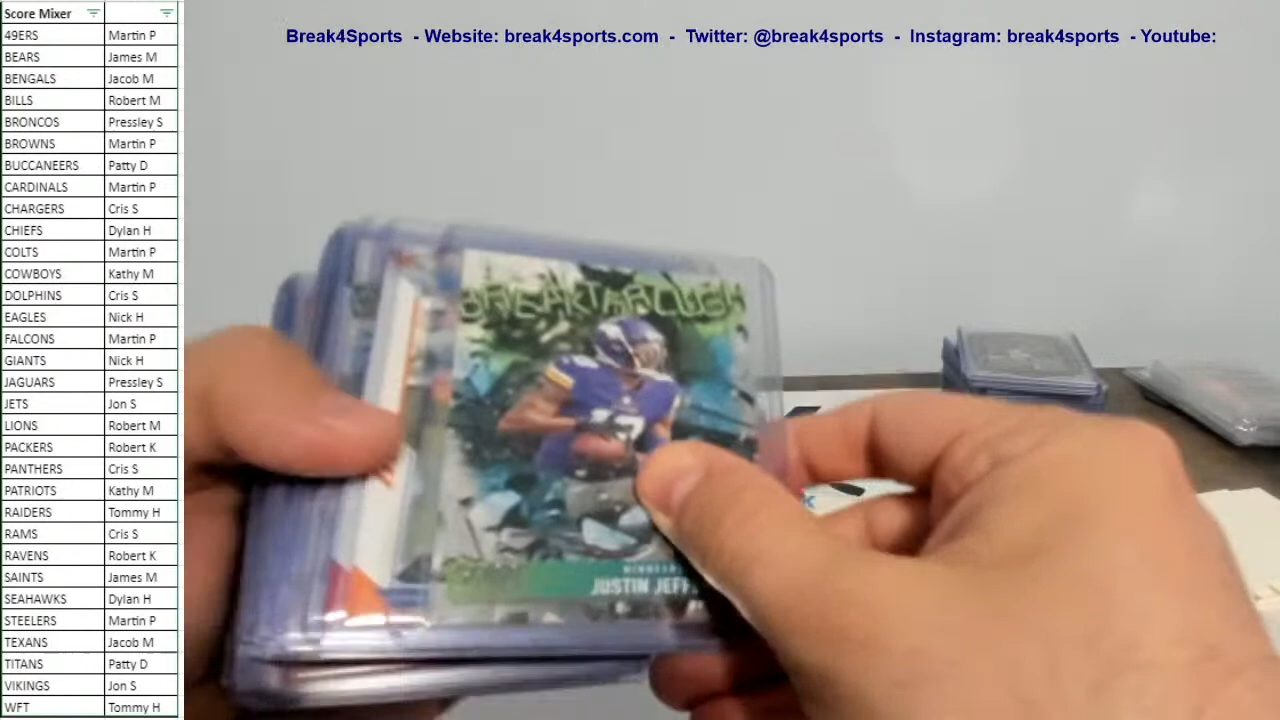 Score Mixer
49ERS Martin P
BEARS James M
BENGALS Jacob M
BILLS Robert M
BRONCOS Pressley S
BROWNS Martin P
BUCCANEERS Patty D
CARDINALS Martin P
CHARGERS Cris S
CHIEFS Dylan H
COLTS Martin P
COWBOYS Kathy M
DOLPHINS Cris S
EAGLES Nick H
FALCONS Martin P
GIANTS Nick H
JAGUARS Pressley S
JETS Jon S
LIONS Robert M
PACKERS Robert K
PANTHERS Cris S
PATRIOTS Kathy M
RAIDERS Tommy H
RAMS Cris S
RAVENS Robert K
SAINTS James M
SEAHAWKS Dylan H
STEELERS Martin P
TEXANS Jacob M
TITANS Patty D
VIKINGS Jon S
WFT Tommy H
Break4Sports - Website: break4sports.com - Twitter: @break4sports - Instagram: break4sports - Youtube:
BREAKTHROUGH
JUSTIN JEFF